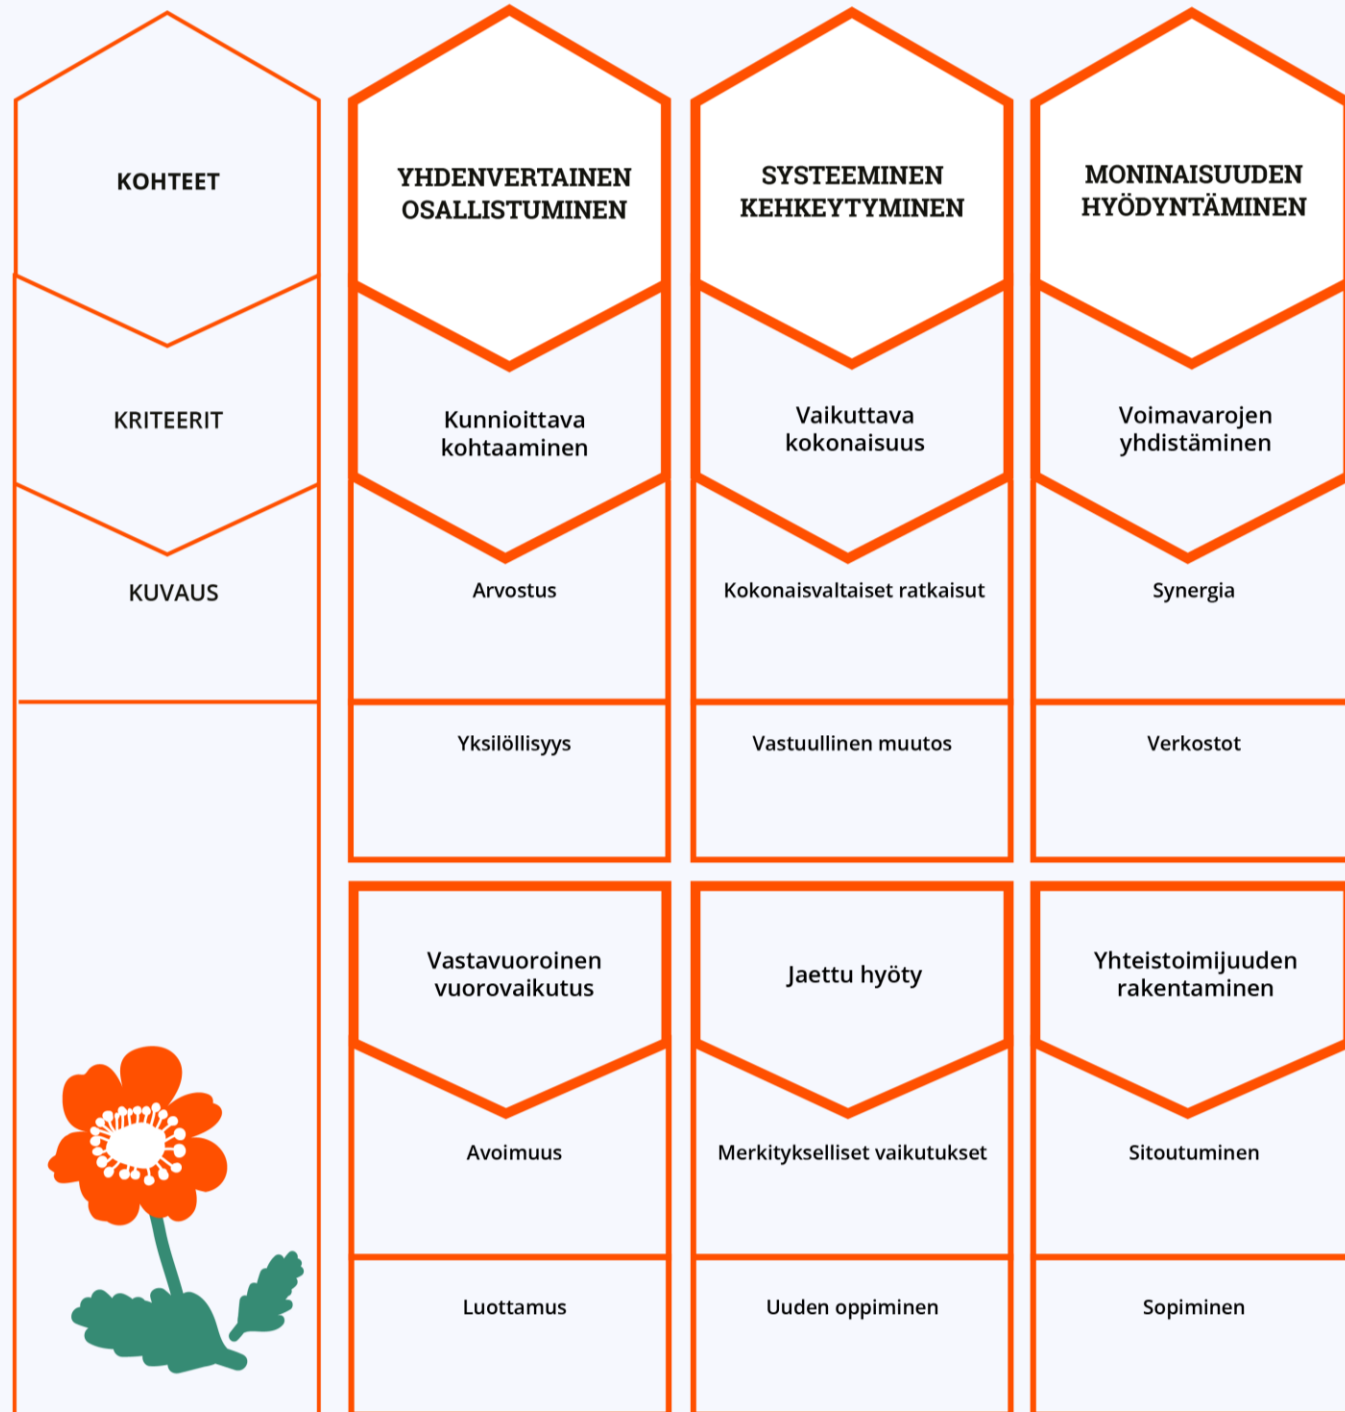 KOHTEET
YHDENVERTAINEN
OSALLISTUMINEN
SYSTEEMINEN
KEHKEYTYMINEN
MONINAISUUDEN
HYÖDYNTÄMINEN
KRITEERIT
Kunnioittava
kohtaaminen
Vaikuttava
kokonaisuus
Voimavarojen
yhdistäminen
KUVAUS
Arvostus
Kokonaisvaltaiset ratkaisut
Synergia
Yksilöllisyys
Vastuullinen muutos
Verkostot
Vastavuoroinen
vuorovaikutus
Jaettu hyöty
Yhteistoimijuuden
rakentaminen
Avoimuus
Merkitykselliset vaikutukset
Sitoutuminen
Luottamus
Uuden oppiminen
Sopiminen